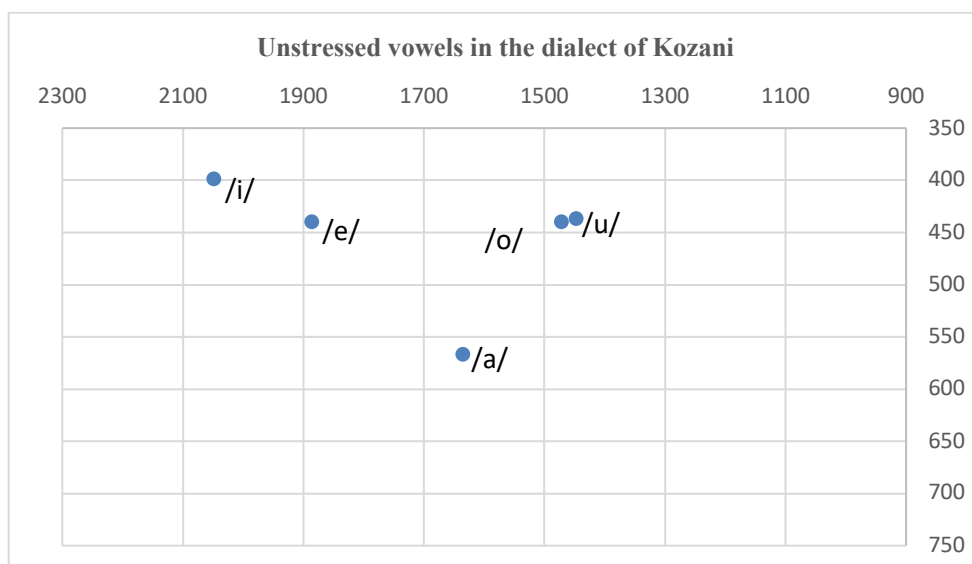 Unstressed vowels in the dialect of Kozani
2300 2100 1900 1700 1500 1300 1100 900
350
400
/i/
/e/
/o/
/u/
450
500
550
/a/
600
650
700
750